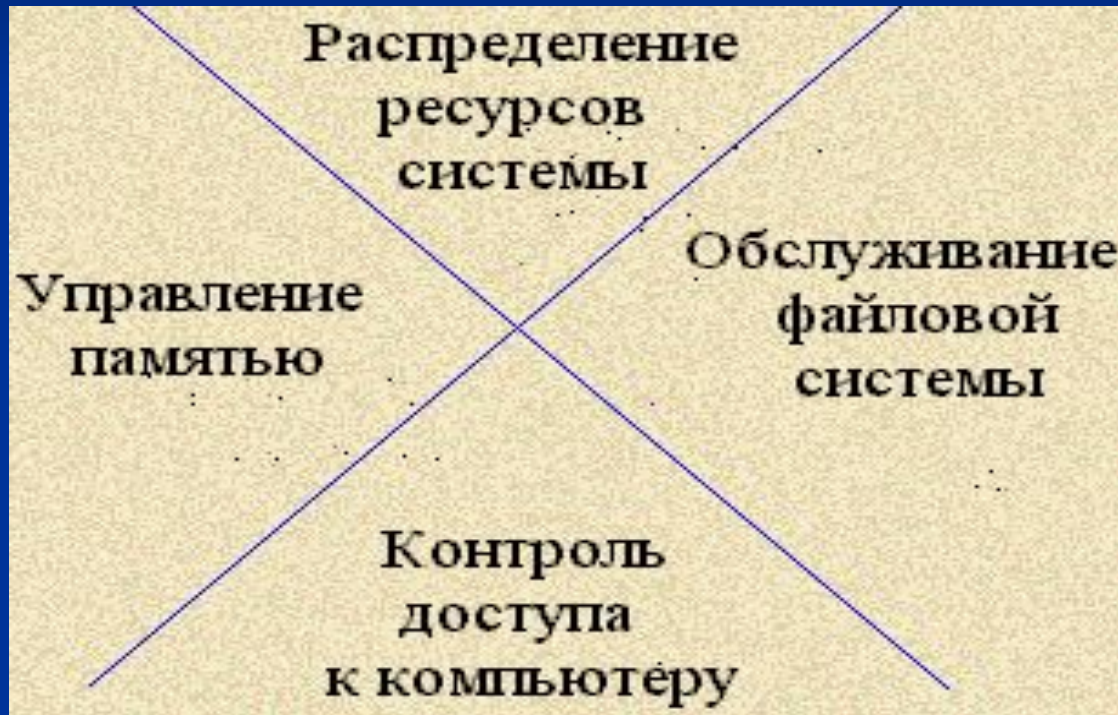 Распределение
ресурсов
системы
Управление
памятью
Обслуживание
файловой
системы
Контроль
доступа
к компьютеру